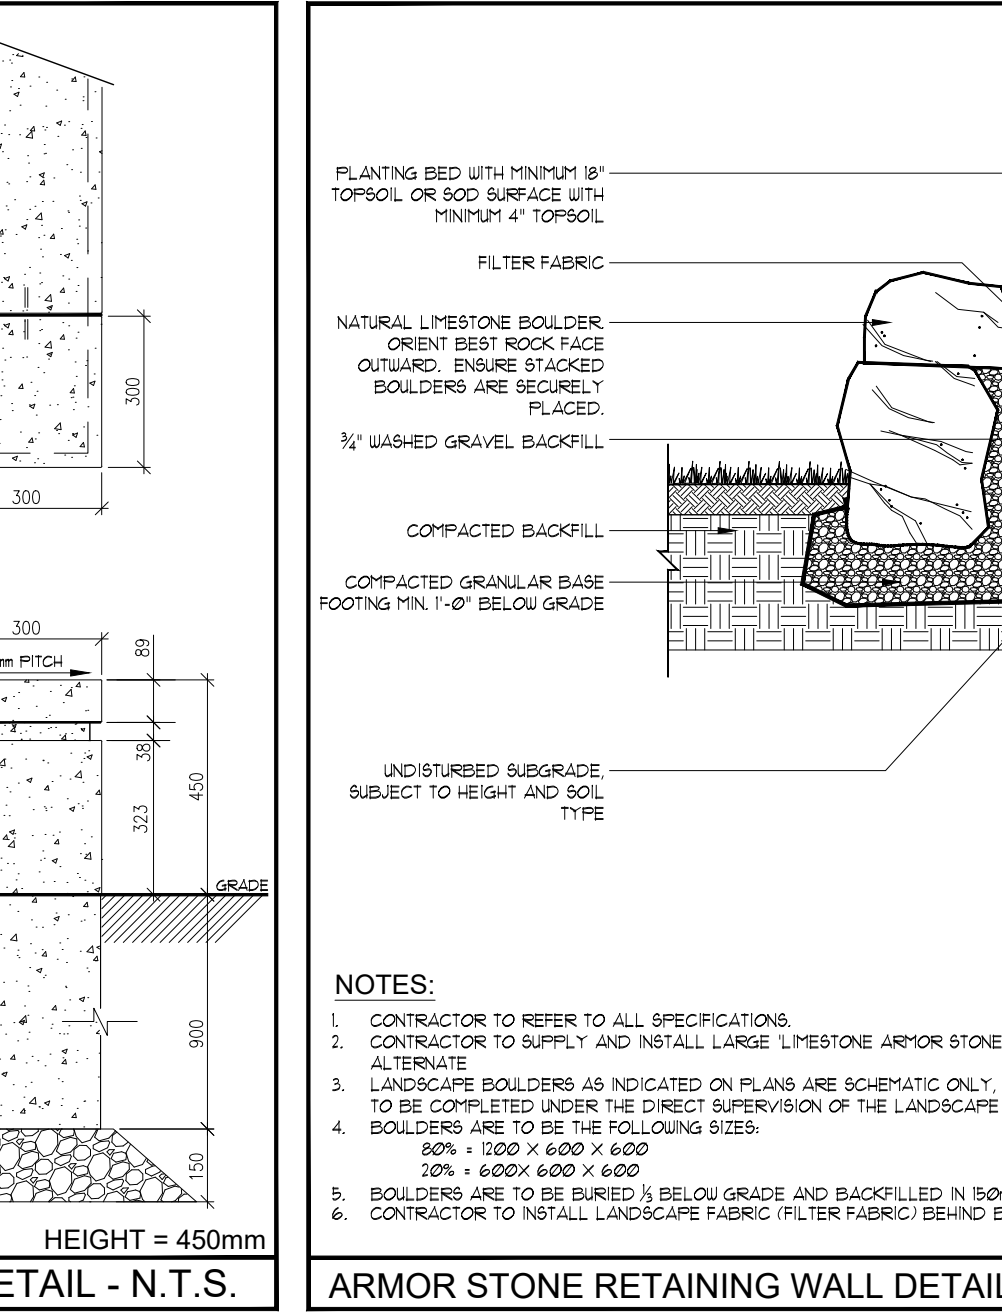 300
300
300
mm PITCH
89
38
323
450
GRADE
900
150
HEIGHT = 450mm
ETAIL - N.T.S.
PLANTING BED WITH MINIMUM 18"
TOPSOIL OR SOD SURFACE WITH
MINIMUM 4" TOPSOIL
FILTER FABRIC
NATURAL LIMESTONE BOULDER.
ORIENT BEST ROCK FACE
OUTWARD. ENSURE STACKED
BOULDERS ARE SECURELY
PLACED.
3/4" WASHED GRAVEL BACKFILL
COMPACTED BACKFILL
COMPACTED GRANULAR BASE
FOOTING MIN. 1'-0" BELOW GRADE
UNDISTURBED SUBGRADE,
SUBJECT TO HEIGHT AND SOIL
TYPE
NOTES:
1. CONTRACTOR TO REFER TO ALL SPECIFICATIONS.
2. CONTRACTOR TO SUPPLY AND INSTALL LARGE 'LIMESTONE ARMOR STONE
ALTERNATE
3. LANDSCAPE BOULDERS AS INDICATED ON PLANS ARE SCHEMATIC ONLY,
TO BE COMPLETED UNDER THE DIRECT SUPERVISION OF THE LANDSCAPE
4. BOULDERS ARE TO BE THE FOLLOWING SIZES:
80% = 1200 X 600 X 600
20% = 600X 600 X 600
5. BOULDERS ARE TO BE BURIED 1/3 BELOW GRADE AND BACKFILLED IN 150
6. CONTRACTOR TO INSTALL LANDSCAPE FABRIC (FILTER FABRIC) BEHIND
ARMOR STONE RETAINING WALL DETAIL